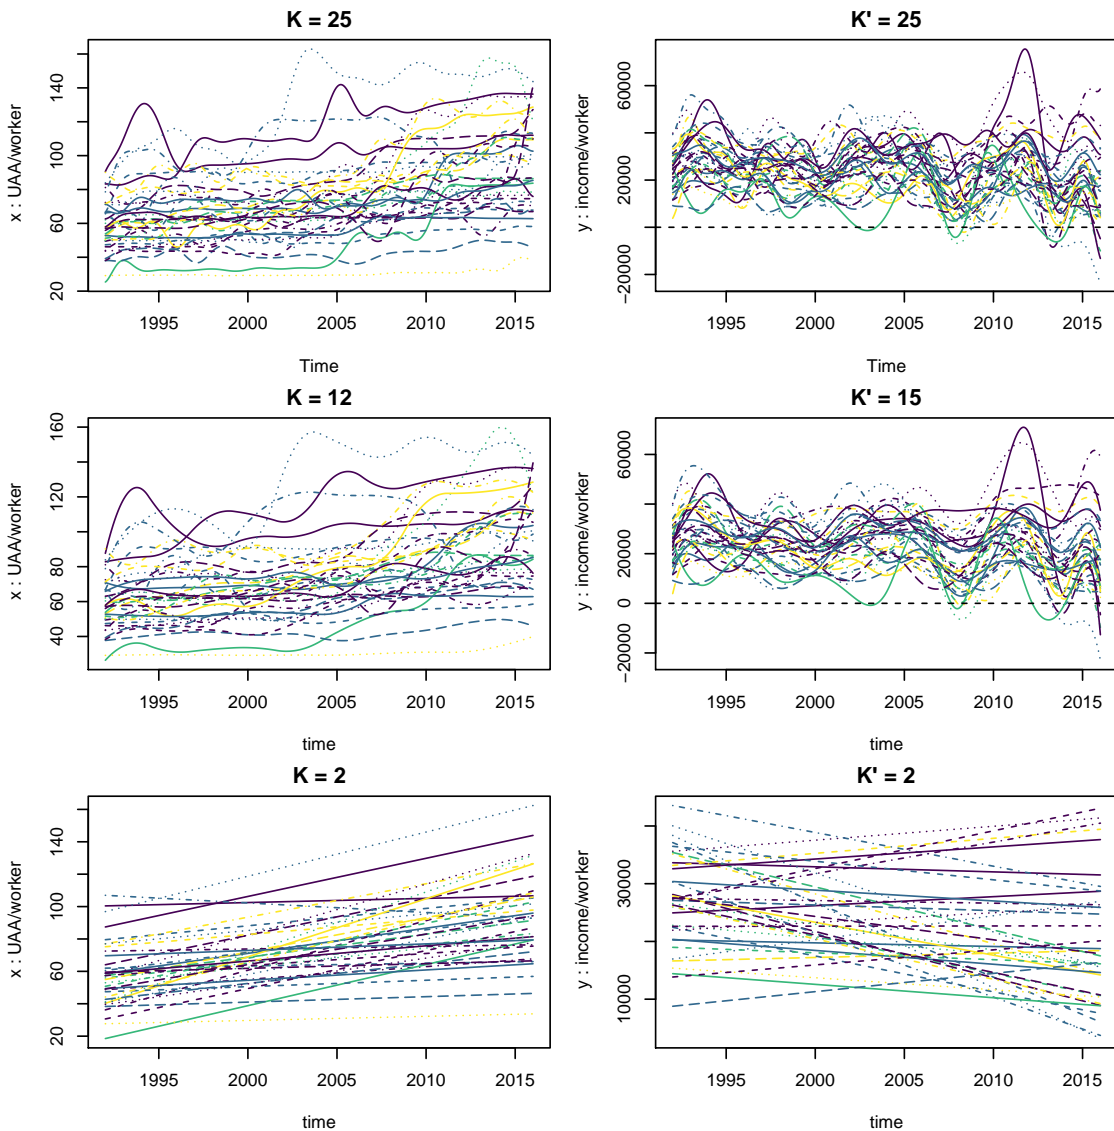 K = 25
x : UAA/worker
20 60 100 140
1995 2000 2005 2010 2015
Time
K' = 25
y : income/worker
−20000 20000 60000
1995 2000 2005 2010 2015
Time
K = 12
x : UAA/worker
40 60 80 120 160
1995 2000 2005 2010 2015
time
K' = 15
y : income/worker
−20000 0 20000 60000
1995 2000 2005 2010 2015
time
K = 2
x : UAA/worker
20 60 100 140
1995 2000 2005 2010 2015
time
K' = 2
y : income/worker
10000 30000
1995 2000 2005 2010 2015
time